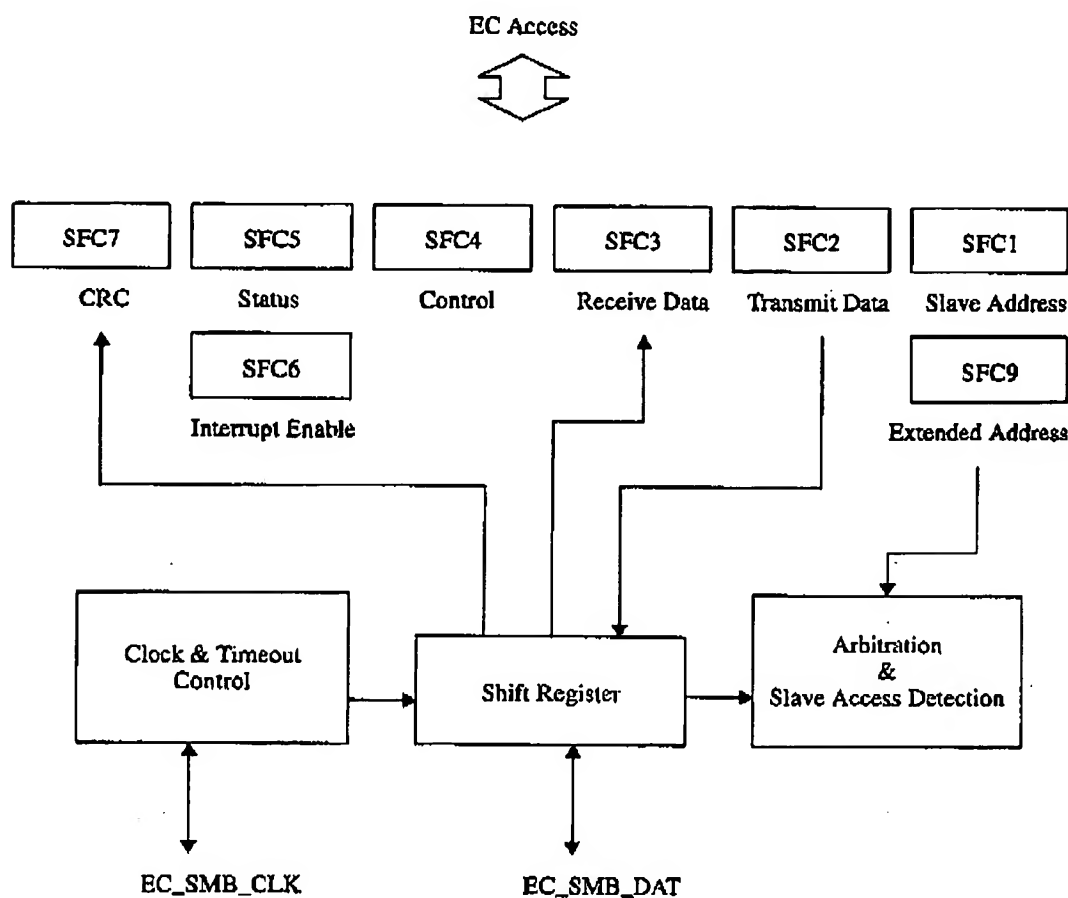 EC Access
SFC7
SFC5
SFC4
SFC3
SFC2
SFC1
CRC
Status
Control
Receive Data
Transmit Data
Slave Address
SFC6
SFC9
Interrupt Enable
Extended Address
Clock & Timeout
Control
Shift Register
Arbitration
&
Slave Access Detection
EC_SMB_CLK
EC_SMB_DAT